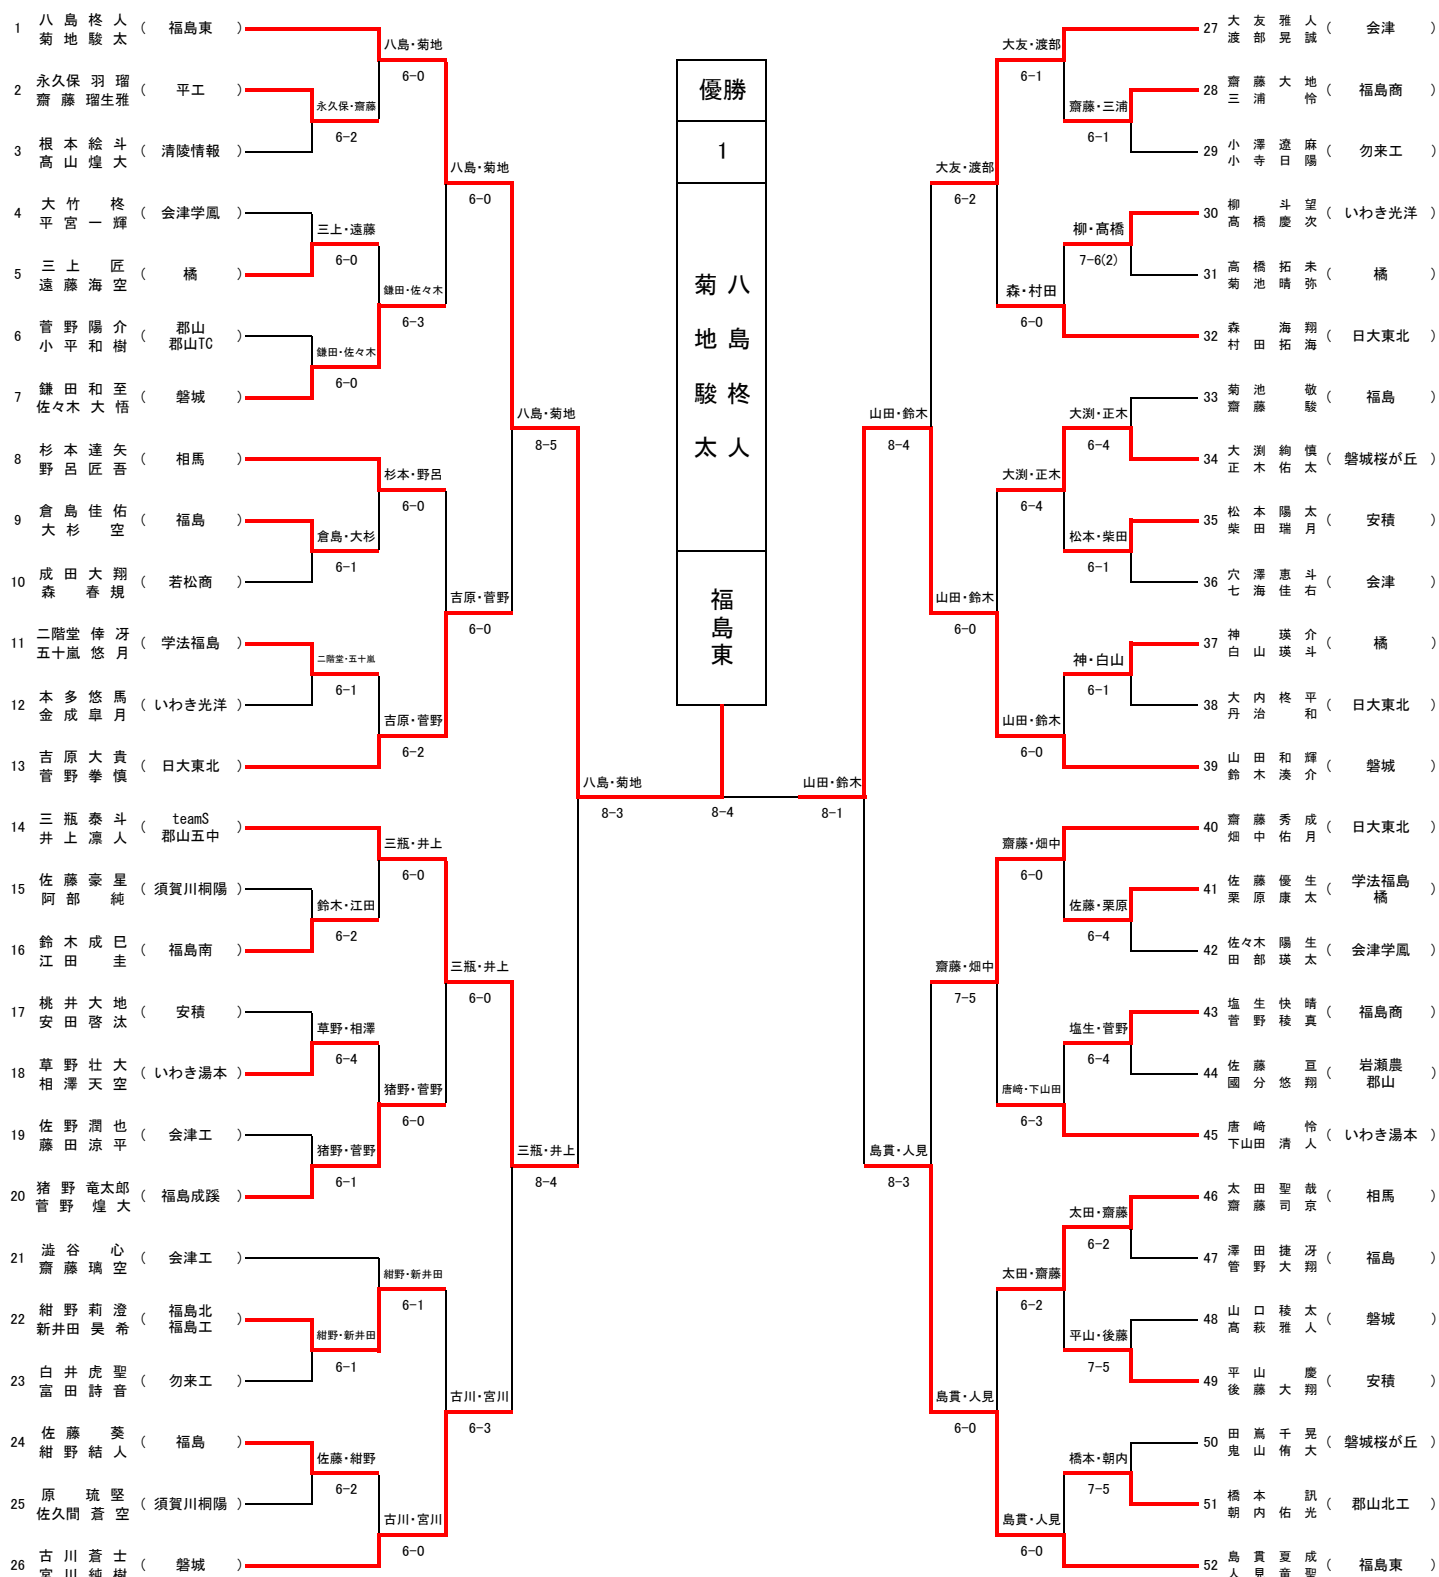 1 八島柊人 菊地駿太 ( 福島東 )
2 永久保羽瑠 齋藤瑠生雅 ( 平工 )
3 根本絵斗 髙山煌大 ( 清陵情報 )
4 大竹柊 平宮一輝 ( 会津学鳳 )
5 三上匠 遠藤海空 ( 橘 )
6 菅野陽介 小平和樹 ( 郡山 郡山TC )
7 鎌田和至 佐々木大悟 ( 磐城 )
8 杉本達矢 野呂匠吾 ( 相馬 )
9 倉島佳佑 大杉空 ( 福島 )
10 成田大翔 森春規 ( 若松商 )
11 二階堂倖冴 五十嵐悠月 ( 学法福島 )
12 本多悠馬 金成皐月 ( いわき光洋 )
13 吉原大貴 菅野拳慎 ( 日大東北 )
14 三瓶泰斗 井上凛人 ( teamS 郡山五中 )
15 佐藤豪星 阿部純 ( 須賀川桐陽 )
16 鈴木成巳 江田圭 ( 福島南 )
17 桃井大地 安田啓汰 ( 安積 )
18 草野壮大 相澤天空 ( いわき湯本 )
19 佐野潤也 藤田涼平 ( 会津工 )
20 猪野竜太郎 菅野煌大 ( 福島成蹊 )
21 澁谷心 齋藤璃空 ( 会津工 )
22 紺野莉澄 新井田昊希 ( 福島北 福島工 )
23 白井虎聖 富田詩音 ( 勿来工 )
24 佐藤葵 紺野結人 ( 福島 )
25 原琉堅 佐久間蒼空 ( 須賀川桐陽 )
26 古川蒼士 宮川純樹 ( 磐城 )
永久保・齋藤 6-2
三上・遠藤 6-0
鎌田・佐々木 6-0
倉島・大杉 6-1
二階堂・五十嵐 6-1
鈴木・江田 6-2
草野・相澤 6-4
猪野・菅野 6-1
紺野・新井田 6-1
佐藤・紺野 6-2
八島・菊地 6-0
鎌田・佐々木 6-3
杉本・野呂 6-0
吉原・菅野 6-2
三瓶・井上 6-0
猪野・菅野 6-0
紺野・新井田 6-1
古川・宮川 6-0
八島・菊地 6-0
吉原・菅野 6-0
三瓶・井上 6-0
古川・宮川 6-3
八島・菊地 8-5
三瓶・井上 8-4
八島・菊地 8-3
優勝
1
八島柊人
菊地駿太
福島東
8-4
山田・鈴木 8-1
山田・鈴木 8-4
島貫・人見 8-3
大友・渡部 6-2
山田・鈴木 6-0
齋藤・畑中 7-5
島貫・人見 6-0
大友・渡部 6-1
森・村田 6-0
大渕・正木 6-4
山田・鈴木 6-0
齋藤・畑中 6-0
唐﨑・下山田 6-3
太田・齋藤 6-2
島貫・人見 6-0
齋藤・三浦 6-1
柳・髙橋 7-6(2)
大渕・正木 6-4
松本・柴田 6-1
神・白山 6-1
佐藤・栗原 6-4
塩生・菅野 6-4
太田・齋藤 6-2
平山・後藤 7-5
橋本・朝内 7-5
27 大友雅人 渡部晃誠 ( 会津 )
28 齋藤大地 三浦怜 ( 福島商 )
29 小澤遼麻 小寺日陽 ( 勿来工 )
30 柳斗望 髙橋慶次 ( いわき光洋 )
31 高橋拓未 菊池晴弥 ( 橘 )
32 森海翔 村田拓海 ( 日大東北 )
33 菊池敬 齋藤駿 ( 福島 )
34 大渕絢慎 正木佑太 ( 磐城桜が丘 )
35 松本陽太 柴田瑞月 ( 安積 )
36 穴澤恵斗 七海佳右 ( 会津 )
37 神瑛介 白山瑛斗 ( 橘 )
38 大内柊平 丹治和 ( 日大東北 )
39 山田和輝 鈴木湊介 ( 磐城 )
40 齋藤秀成 畑中佑月 ( 日大東北 )
41 佐藤優生 栗原康太 ( 学法福島 橘 )
42 佐々木陽生 田部瑛太 ( 会津学鳳 )
43 塩生快晴 菅野稜真 ( 福島商 )
44 佐藤亘 國分悠翔 ( 岩瀬農 郡山 )
45 唐﨑怜 下山田清人 ( いわき湯本 )
46 太田聖哉 齋藤司京 ( 相馬 )
47 澤田捷冴 管野大翔 ( 福島 )
48 山口稜太 髙萩雅人 ( 磐城 )
49 平山慶 後藤大翔 ( 安積 )
50 田嶌千晃 鬼山侑大 ( 磐城桜が丘 )
51 橋本訊 朝内佑光 ( 郡山北工 )
52 島貫夏成 人見竜聖 ( 福島東 )